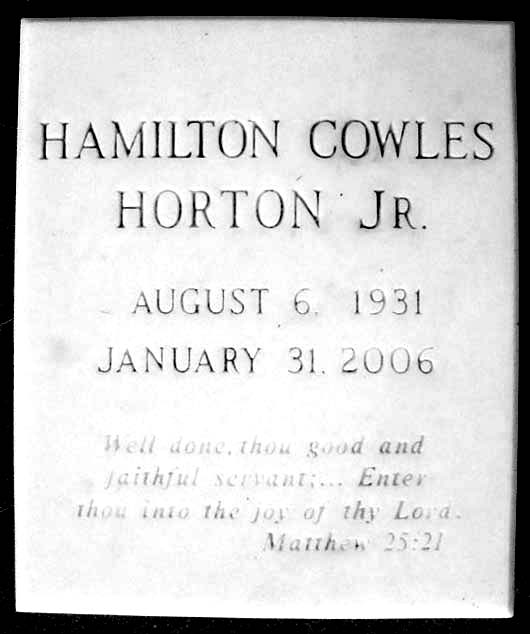 HAMILTON COWLES
HORTON JR.
AUGUST 6, 1931
JANUARY 31, 2006
Well done, thou good and
faithful servant;... Enter
thou into the joy of thy Lord.
Matthew 25:21